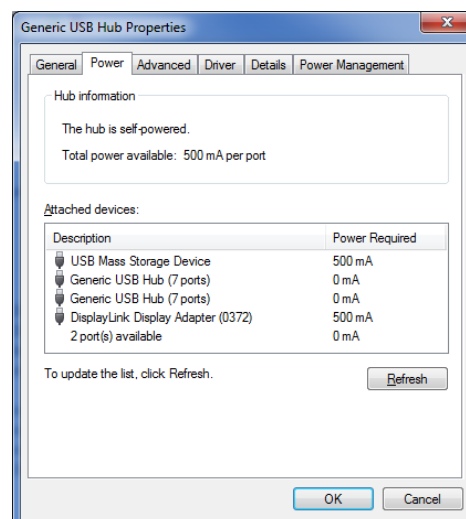 Generic USB Hub Properties
General Power Advanced Driver Details Power Management
Hub information
The hub is self-powered.
Total power available: 500 mA per port
Attached devices:
Description Power Required
USB Mass Storage Device 500 mA
Generic USB Hub (7 ports) 0 mA
Generic USB Hub (7 ports) 0 mA
DisplayLink Display Adapter (0372) 500 mA
2 port(s) available 0 mA
To update the list, click Refresh. Refresh
OK Cancel